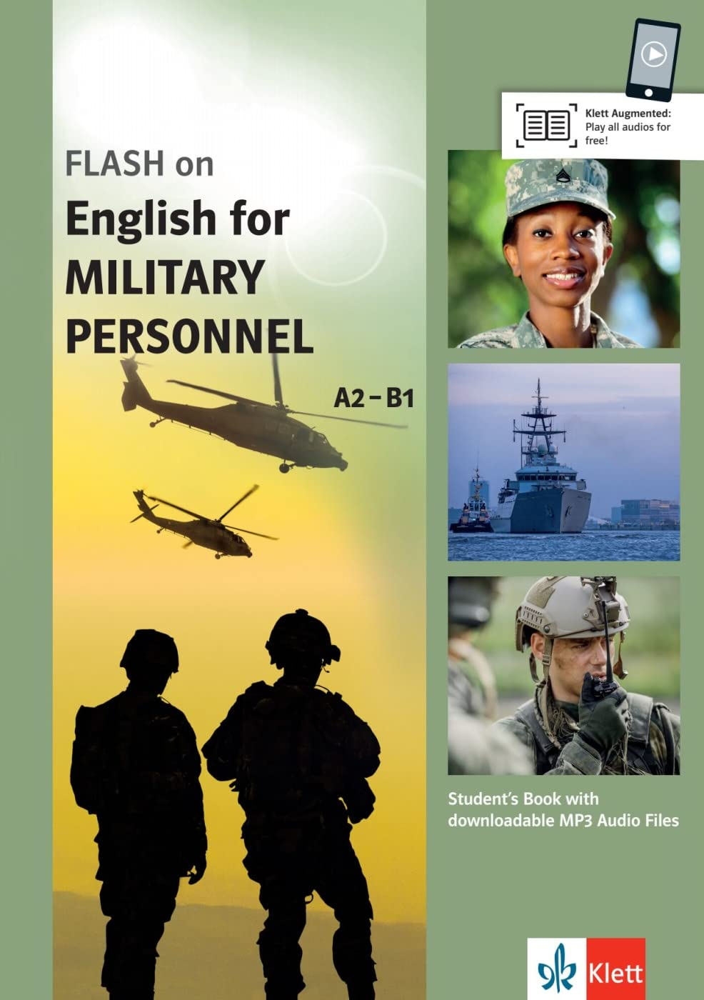 Klett Augmented:
Play all audios for
free!
FLASH on
English for
MILITARY
PERSONNEL
A2 – B1
Student's Book with
downloadable MP3 Audio Files
Klett